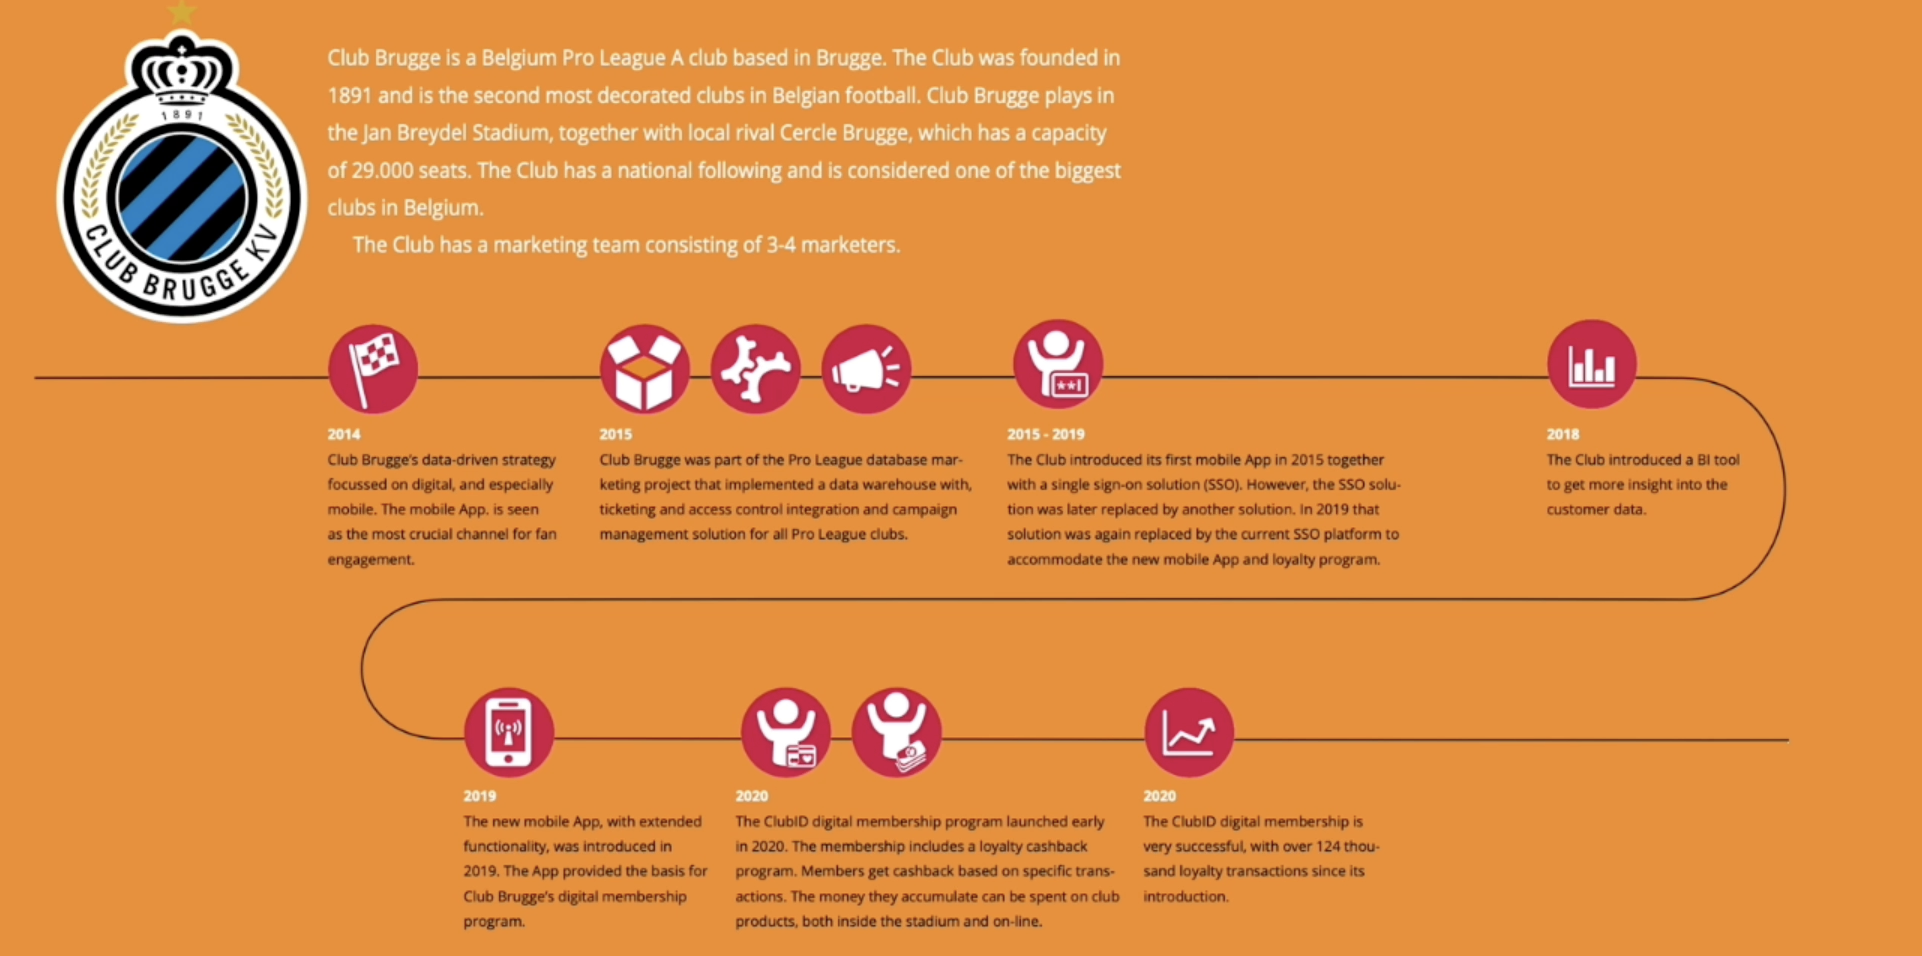 1891
CLUB BRUGGE KV
Club Brugge is a Belgium Pro League A club based in Brugge. The Club was founded in
1891 and is the second most decorated clubs in Belgian football. Club Brugge plays in
the Jan Breydel Stadium, together with local rival Cercle Brugge, which has a capacity
of 29.000 seats. The Club has a national following and is considered one of the biggest
clubs in Belgium.
The Club has a marketing team consisting of 3-4 marketers.
**I
2014
Club Brugge's data-driven strategy
focussed on digital, and especially
mobile. The mobile App. is seen
as the most crucial channel for fan
engagement.
2015
Club Brugge was part of the Pro League database mar-
keting project that implemented a data warehouse with,
ticketing and access control integration and campaign
management solution for all Pro League clubs.
2015 - 2019
The Club introduced its first mobile App in 2015 together
with a single sign-on solution (SSO). However, the SSO solu-
tion was later replaced by another solution. In 2019 that
solution was again replaced by the current SSO platform to
accommodate the new mobile App and loyalty program.
2018
The Club introduced a BI tool
to get more insight into the
customer data.
2019
The new mobile App, with extended
functionality, was introduced in
2019. The App provided the basis for
Club Brugge's digital membership
program.
2020
The ClubID digital membership program launched early
in 2020. The membership includes a loyalty cashback
program. Members get cashback based on specific trans-
actions. The money they accumulate can be spent on club
products, both inside the stadium and on-line.
2020
The ClubID digital membership is
very successful, with over 124 thou-
sand loyalty transactions since its
introduction.